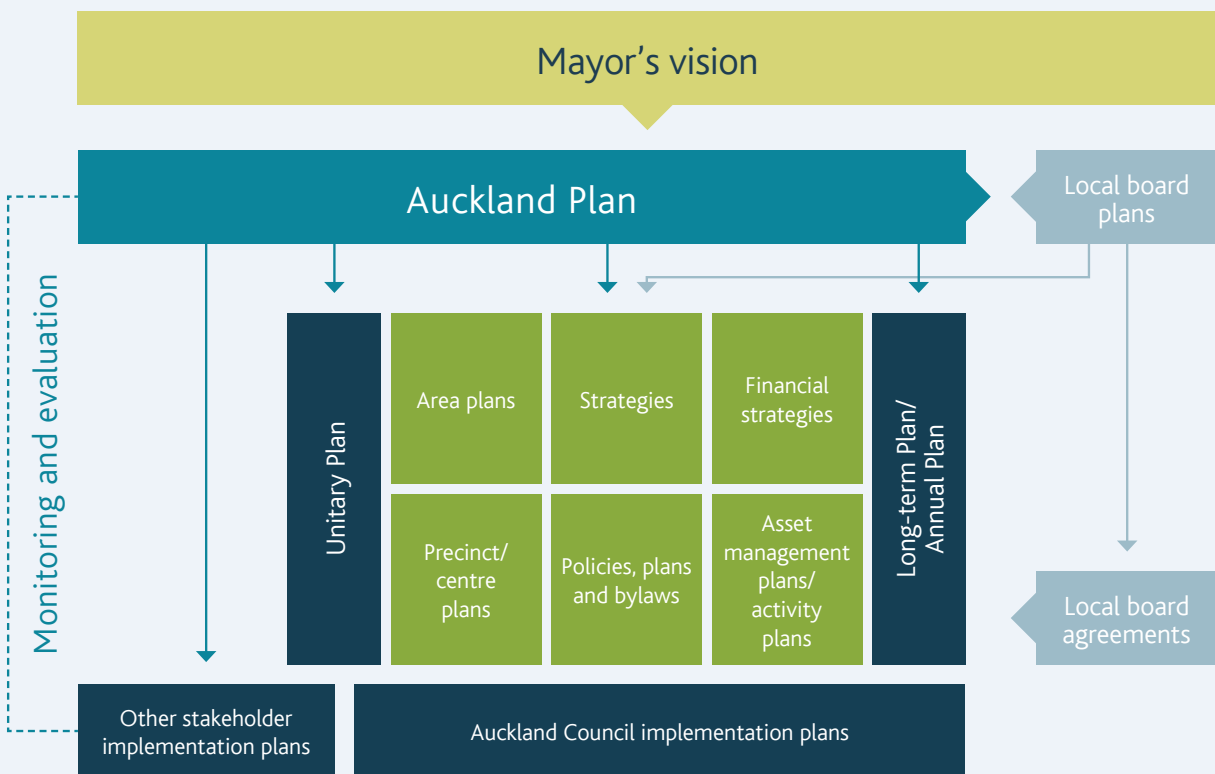 Mayor’s vision
Auckland Plan
Local board
plans
Monitoring and evaluation
Unitary Plan
Area plans
Strategies
Financial
strategies
Long-term Plan/
Annual Plan
Precinct/
centre
plans
Policies, plans
and bylaws
Asset
management
plans/
activity
plans
Local board
agreements
Other stakeholder
implementation plans
Auckland Council implementation plans